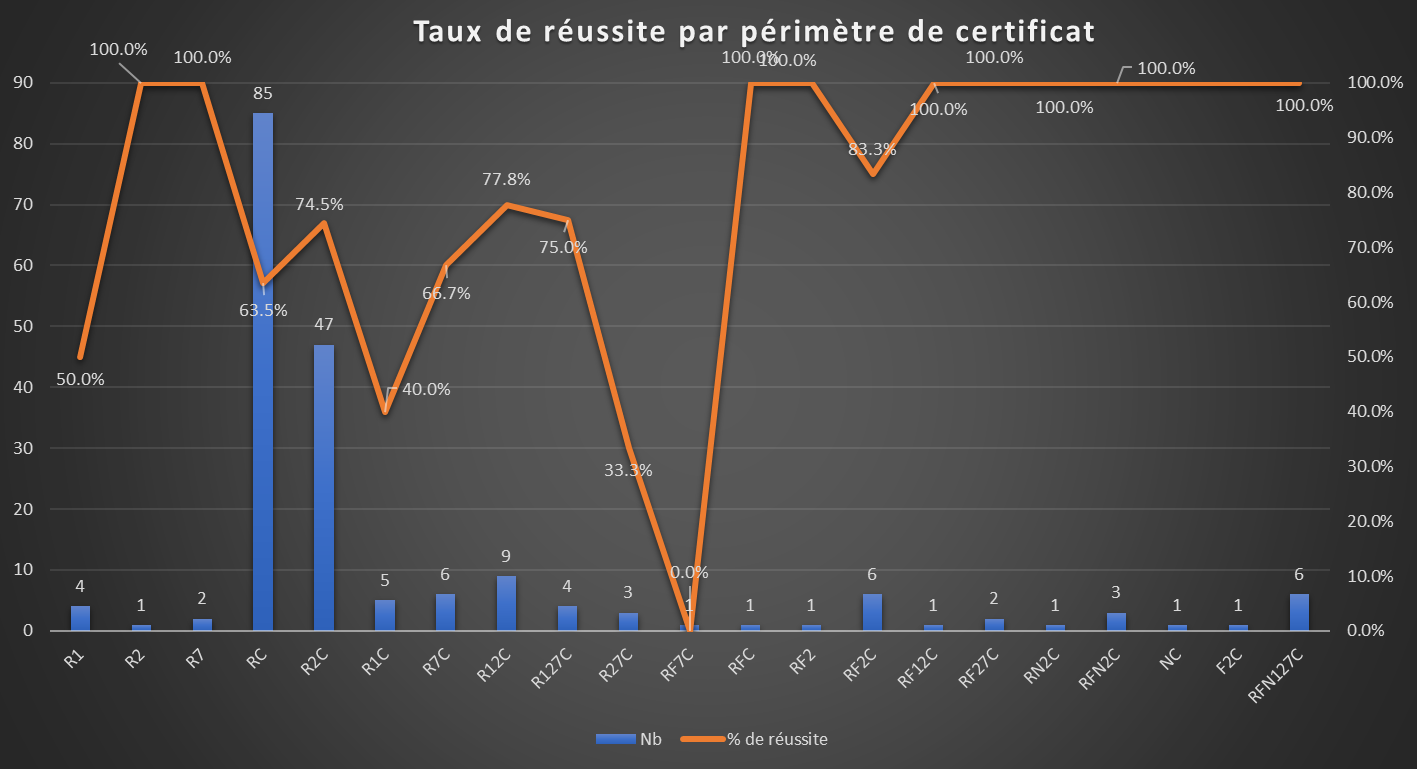 Taux de réussite par périmètre de certificat
100.0%
100.0%
100.0%
100.0%
100.0%
100.0%
90
80
70
60
50
40
30
20
10
0
100.0%
90.0%
80.0%
70.0%
60.0%
50.0%
40.0%
30.0%
20.0%
10.0%
0.0%
85
100.0%
100.0%
100.0%
83.3%
77.8%
74.5%
75.0%
66.7%
63.5%
47
50.0%
40.0%
33.3%
0.0%
4
1
2
5
6
9
4
3
1
1
1
6
1
2
1
3
1
1
6
R1
R2
R7
RC
R2C
R1C
R7C
R12C
R127C
R27C
RF7C
RFC
RF2
RF2C
RF12C
RF27C
RN2C
RFN2C
NC
F2C
RFN127C
Nb
% de réussite